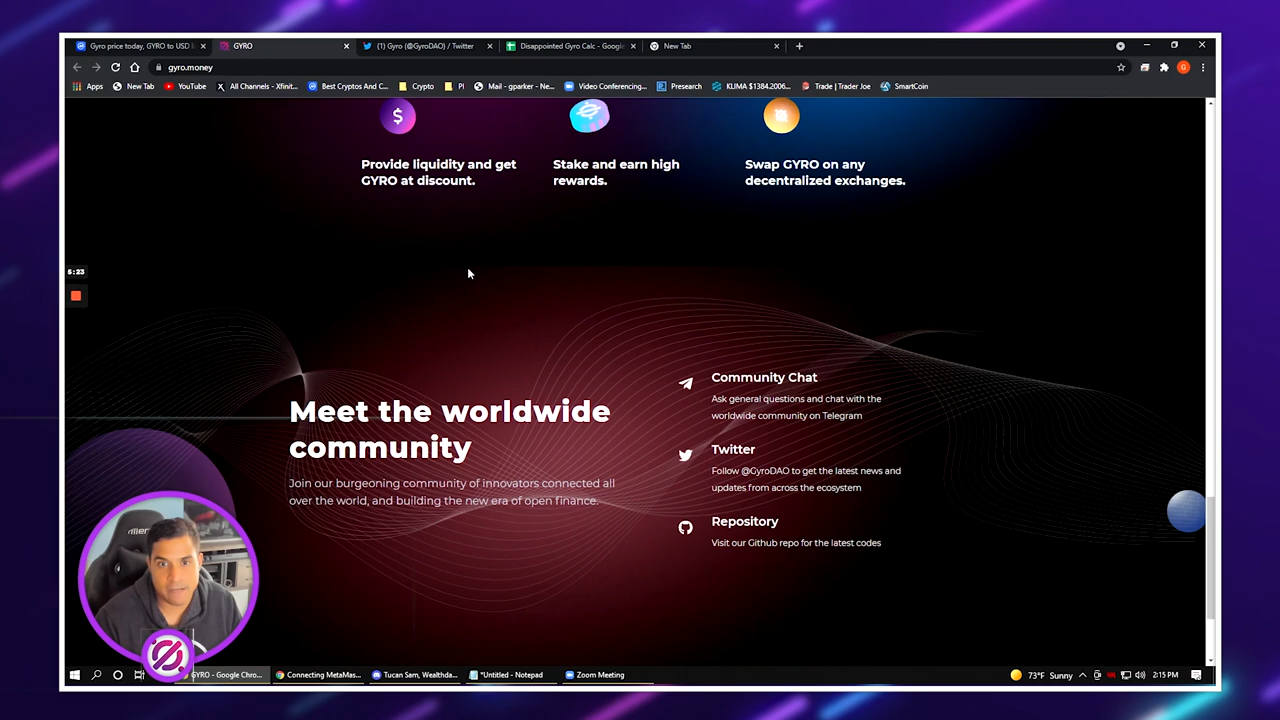 Gyro price today, GYRO to USD
GYRO
(1) Gyro (@GyroDAO) / Twitter
Disappointed Gyro Calc - Google
New Tab
gyro.money
Apps
New Tab
YouTube
All Channels - Xfinit...
Best Cryptos And C...
Crypto
PI
Mail - gparker - Ne...
Video Conferencing...
Presearch
KLIMA $1384.2006...
Trade | Trader Joe
SmartCoin
Provide liquidity and get
GYRO at discount.
Stake and earn high
rewards.
Swap GYRO on any
decentralized exchanges.
5:23
Meet the worldwide
community
Join our burgeoning community of innovators connected all
over the world, and building the new era of open finance.
Community Chat
Ask general questions and chat with the
worldwide community on Telegram
Twitter
Follow @GyroDAO to get the latest news and
updates from across the ecosystem
Repository
Visit our Github repo for the latest codes
GYRO - Google Chro...
Connecting MetaMas...
Tucan Sam, Wealthda...
*Untitled - Notepad
Zoom Meeting
73°F Sunny
2:15 PM